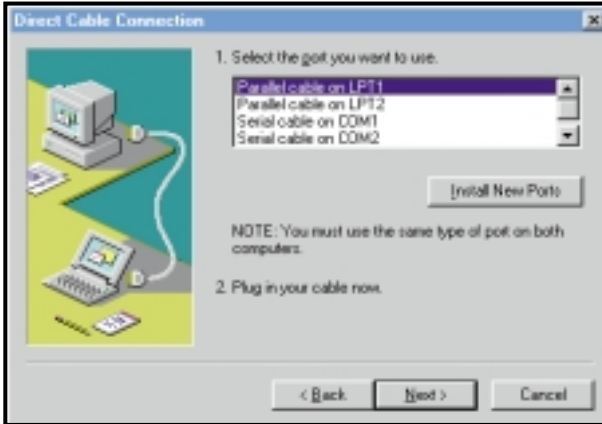 Direct Cable Connection
1. Select the port you want to use.
Parallel cable on LPT1
Parallel cable on LPT2
Serial cable on COM1
Serial cable on COM2
Install New Ports
NOTE: You must use the same type of port on both
computers.
2. Plug in your cable now.
< Back
Next >
Cancel